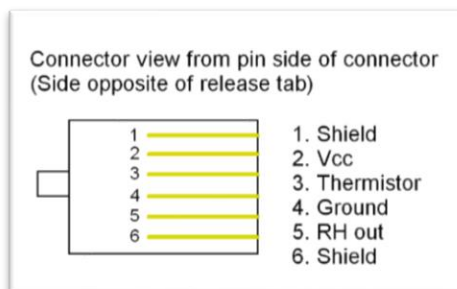 Connector view from pin side of connector
(Side opposite of release tab)
1
2
3
4
5
6
1. Shield
2. Vcc
3. Thermistor
4. Ground
5. RH out
6. Shield